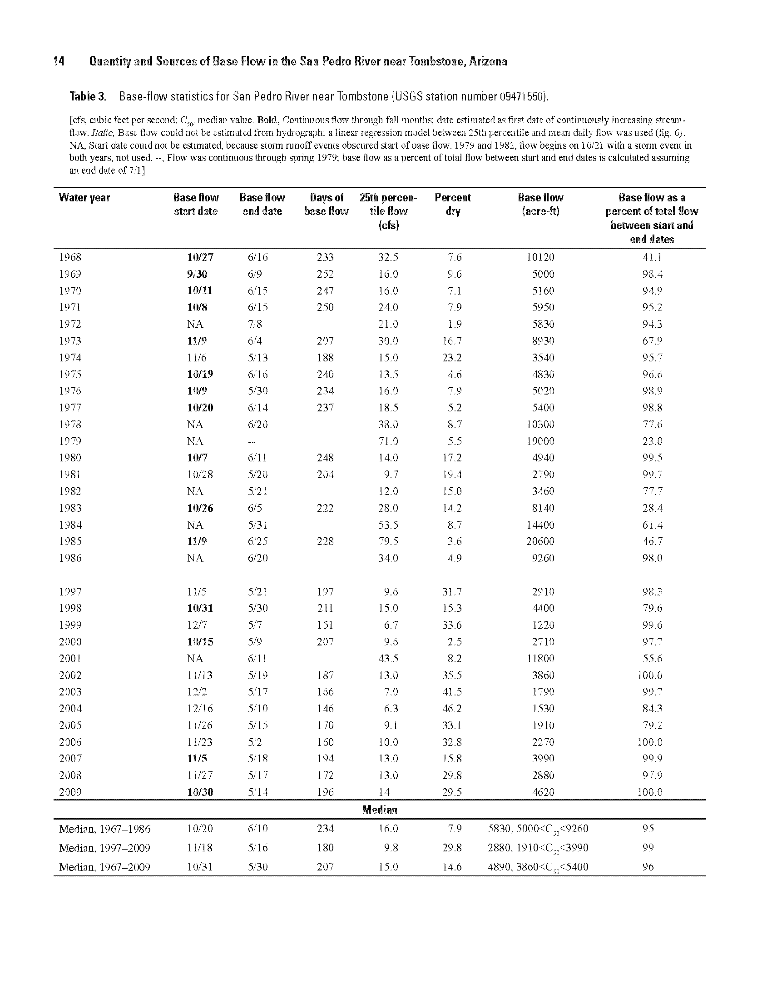 14 Quantity and Sources of Base Flow in the San Pedro River near Tombstone, Arizona
Table 3. Base-flow statistics for San Pedro River near Tombstone (USGS station number 09471550).
[cfs, cubic feet per second; C50, median value. Bold, Continuous flow through fall months; date estimated as first date of continuously increasing stream-
flow. Italic, Base flow could not be estimated from hydrograph; a linear regression model between 25th percentile and mean daily flow was used (fig. 6).
NA, Start date could not be estimated, because storm runoff events obscured start of base flow. 1979 and 1982, flow begins on 10/21 with a storm event in
both years, not used. --, Flow was continuous through spring 1979; base flow as a percent of total flow between start and end dates is calculated assuming
an end date of 7/1]
Water year Base flow Base flow Days of 25th percen- Percent Base flow Base flow as a
start date end date base flow tile flow dry (acre-ft) percent of total flow
(cfs) between start and
end dates
1968 10/27 6/16 233 32.5 7.6 10120 41.1
1969 9/30 6/9 252 16.0 9.6 5000 98.4
1970 10/11 6/15 247 16.0 7.1 5160 94.9
1971 10/8 6/15 250 24.0 7.9 5950 95.2
1972 NA 7/8 21.0 1.9 5830 94.3
1973 11/9 6/4 207 30.0 16.7 8930 67.9
1974 11/6 5/13 188 15.0 23.2 3540 95.7
1975 10/19 6/16 240 13.5 4.6 4830 96.6
1976 10/9 5/30 234 16.0 7.9 5020 98.9
1977 10/20 6/14 237 18.5 5.2 5400 98.8
1978 NA 6/20 38.0 8.7 10300 77.6
1979 NA -- 71.0 5.5 19000 23.0
1980 10/7 6/11 248 14.0 17.2 4940 99.5
1981 10/28 5/20 204 9.7 19.4 2790 99.7
1982 NA 5/21 12.0 15.0 3460 77.7
1983 10/26 6/5 222 28.0 14.2 8140 28.4
1984 NA 5/31 53.5 8.7 14400 61.4
1985 11/9 6/25 228 79.5 3.6 20600 46.7
1986 NA 6/20 34.0 4.9 9260 98.0
1997 11/5 5/21 197 9.6 31.7 2910 98.3
1998 10/31 5/30 211 15.0 15.3 4400 79.6
1999 12/7 5/7 151 6.7 33.6 1220 99.6
2000 10/15 5/9 207 9.6 2.5 2710 97.7
2001 NA 6/11 43.5 8.2 11800 55.6
2002 11/13 5/19 187 13.0 35.5 3860 100.0
2003 12/2 5/17 166 7.0 41.5 1790 99.7
2004 12/16 5/10 146 6.3 46.2 1530 84.3
2005 11/26 5/15 170 9.1 33.1 1910 79.2
2006 11/23 5/2 160 10.0 32.8 2270 100.0
2007 11/5 5/18 194 13.0 15.8 3990 99.9
2008 11/27 5/17 172 13.0 29.8 2880 97.9
2009 10/30 5/14 196 14 29.5 4620 100.0
Median
Median, 1967–1986 10/20 6/10 234 16.0 7.9 5830, 5000<C50<9260 95
Median, 1997–2009 11/18 5/16 180 9.8 29.8 2880, 1910<C50<3990 99
Median, 1967–2009 10/31 5/30 207 15.0 14.6 4890, 3860<C50<5400 96